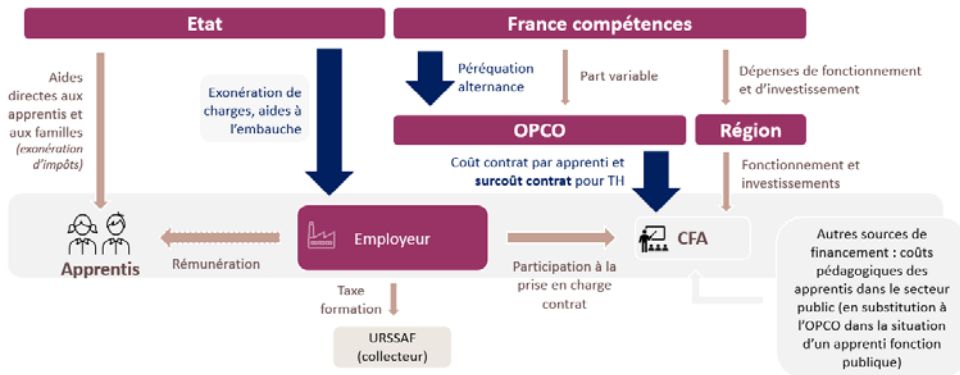 Etat
France compétences
Aides
directes aux
apprentis et
aux familles
(exonération
d'impôts)
Exonération de
charges, aides à
l'embauche
Péréquation
alternance
Part variable
Dépenses de fonctionnement
et d'investissement
OPCO
Région
Coût contrat par apprenti et
surcoût contrat pour TH
Fonctionnement et
investissements
Apprentis
Rémunération
Employeur
Participation à la
prise en charge
contrat
CFA
Autres sources de
financement : coûts
pédagogiques des
apprentis dans le secteur
public (en substitution à
l'OPCO dans la situation
d'un apprenti fonction
publique)
Taxe
formation
URSSAF
(collecteur)